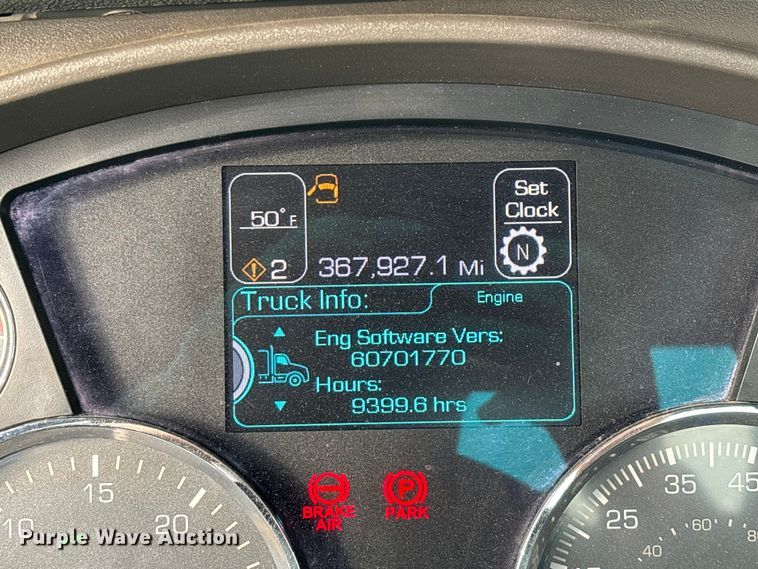 Set
Clock
50° F
N
2
367,927.1 Mi
Truck Info:
Engine
Eng Software Vers:
60701770
Hours:
9399.6 hrs
BRAKE
AIR
P
PARK
10
15
20
25
35
45
40
60
Purple Wave Auction